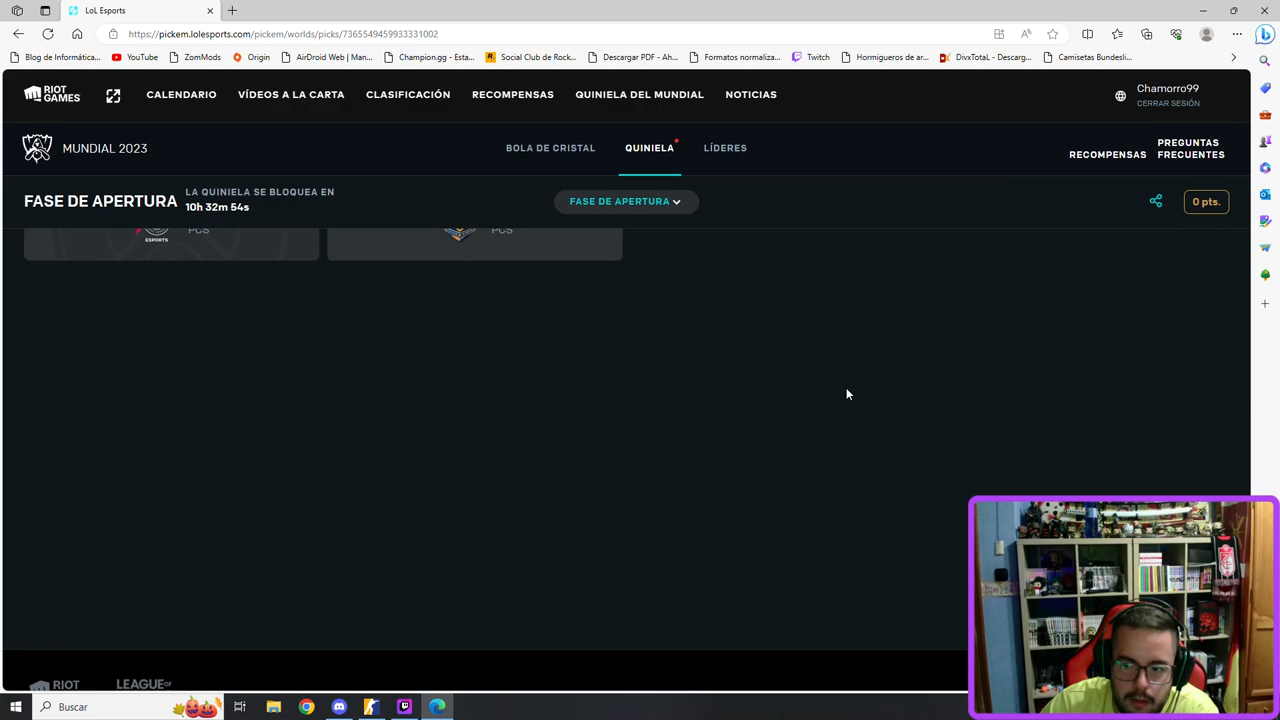 LoL Esports
https://pickem.lolesports.com/pickem/worlds/picks/7365549459933331002
Blog de Informática...
YouTube
ZomMods
Origin
AirDroid Web | Man...
Champion.gg - Esta...
Social Club de Rock...
Descargar PDF - Ah...
Formatos normaliza...
Twitch
Hormigueros de ar...
DivxTotaL - Descarg...
Camisetas Bundesli...
RIOT GAMES
CALENDARIO
VÍDEOS A LA CARTA
CLASIFICACIÓN
RECOMPENSAS
QUINIELA DEL MUNDIAL
NOTICIAS
Chamorro99
CERRAR SESIÓN
MUNDIAL 2023
BOLA DE CRISTAL
QUINIELA
LÍDERES
RECOMPENSAS
PREGUNTAS
FRECUENTES
FASE DE APERTURA
LA QUINIELA SE BLOQUEA EN
10h 32m 54s
FASE DE APERTURA
0 pts.
ESPORTS
PCS
PCS
RIOT
LEAGUE OF
Buscar